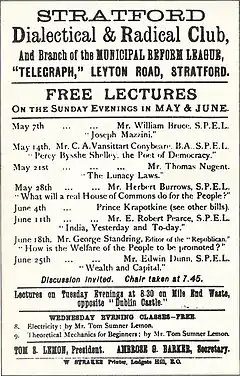 STRATFORD
Dialectical & Radical Club,
And Branch of the MUNICIPAL REFORM LEAGUE,
"TELEGRAPH," LEYTON ROAD, STRATFORD.
FREE LECTURES
ON THE SUNDAY EVENINGS IN MAY & JUNE.
May 7th ... ... Mr. William Bruce, S.P.E.L.
"Joseph Mazzini."
May 14th, Mr. C. A. Vansittart Conybeare, B.A., S.P.E.L.
"Percy Bysshe Shelley, the Poet of Democracy."
May 21st ... ... Mr. Thomas Nugent.
"The Lunacy Laws."
May 28th ... Mr. Herbert Burrows, S.P.E.L.
"What will a real House of Commons do for the People?"
June 4th ... Prince Krapotkine (see other bills).
June 11th ... Mr. E. Robert Pearce, S.P.E.L.
"India, Yesterday and To-day."
June 18th, Mr. George Standring, Editor of the "Republican."
"How is the Welfare of the People to be promoted?"
June 25th ... Mr. Edwin Dunn, S.P.E.L.
"Wealth and Capital."
Discussion invited. Chair taken at 7.45.
Lectures on Tuesday Evenings at 8.30 on Mile End Waste,
opposite "Dublin Castle."
WEDNESDAY EVENING CLASSES—FREE.
8. Electricity: by Mr. Tom Sumner Lemon.
9. Theoretical Mechanics for Beginners; by Mr. Tom Sumner Lemon.
TOM S. LEMON, President. AMBROSE G. BARKER, Secretary.
W STRAKER Printer, Ludgate Hill, E.C.